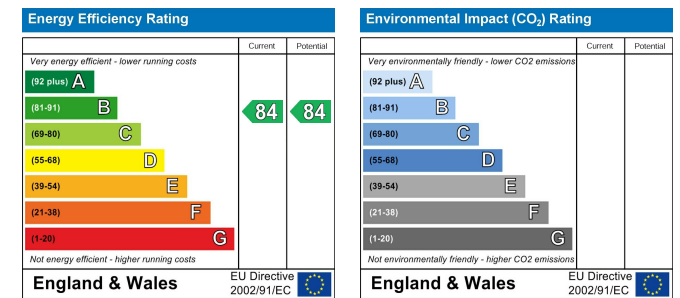 Energy Efficiency Rating
Current Potential
Very energy efficient - lower running costs
(92 plus) A
(81-91) B
84 84
(69-80) C
(55-68) D
(39-54) E
(21-38) F
(1-20) G
Not energy efficient - higher running costs
England & Wales
EU Directive
2002/91/EC
Environmental Impact (CO₂) Rating
Current Potential
Very environmentally friendly - lower CO2 emissions
(92 plus) A
(81-91) B
(69-80) C
(55-68) D
(39-54) E
(21-38) F
(1-20) G
Not environmentally friendly - higher CO2 emissions
England & Wales
EU Directive
2002/91/EC